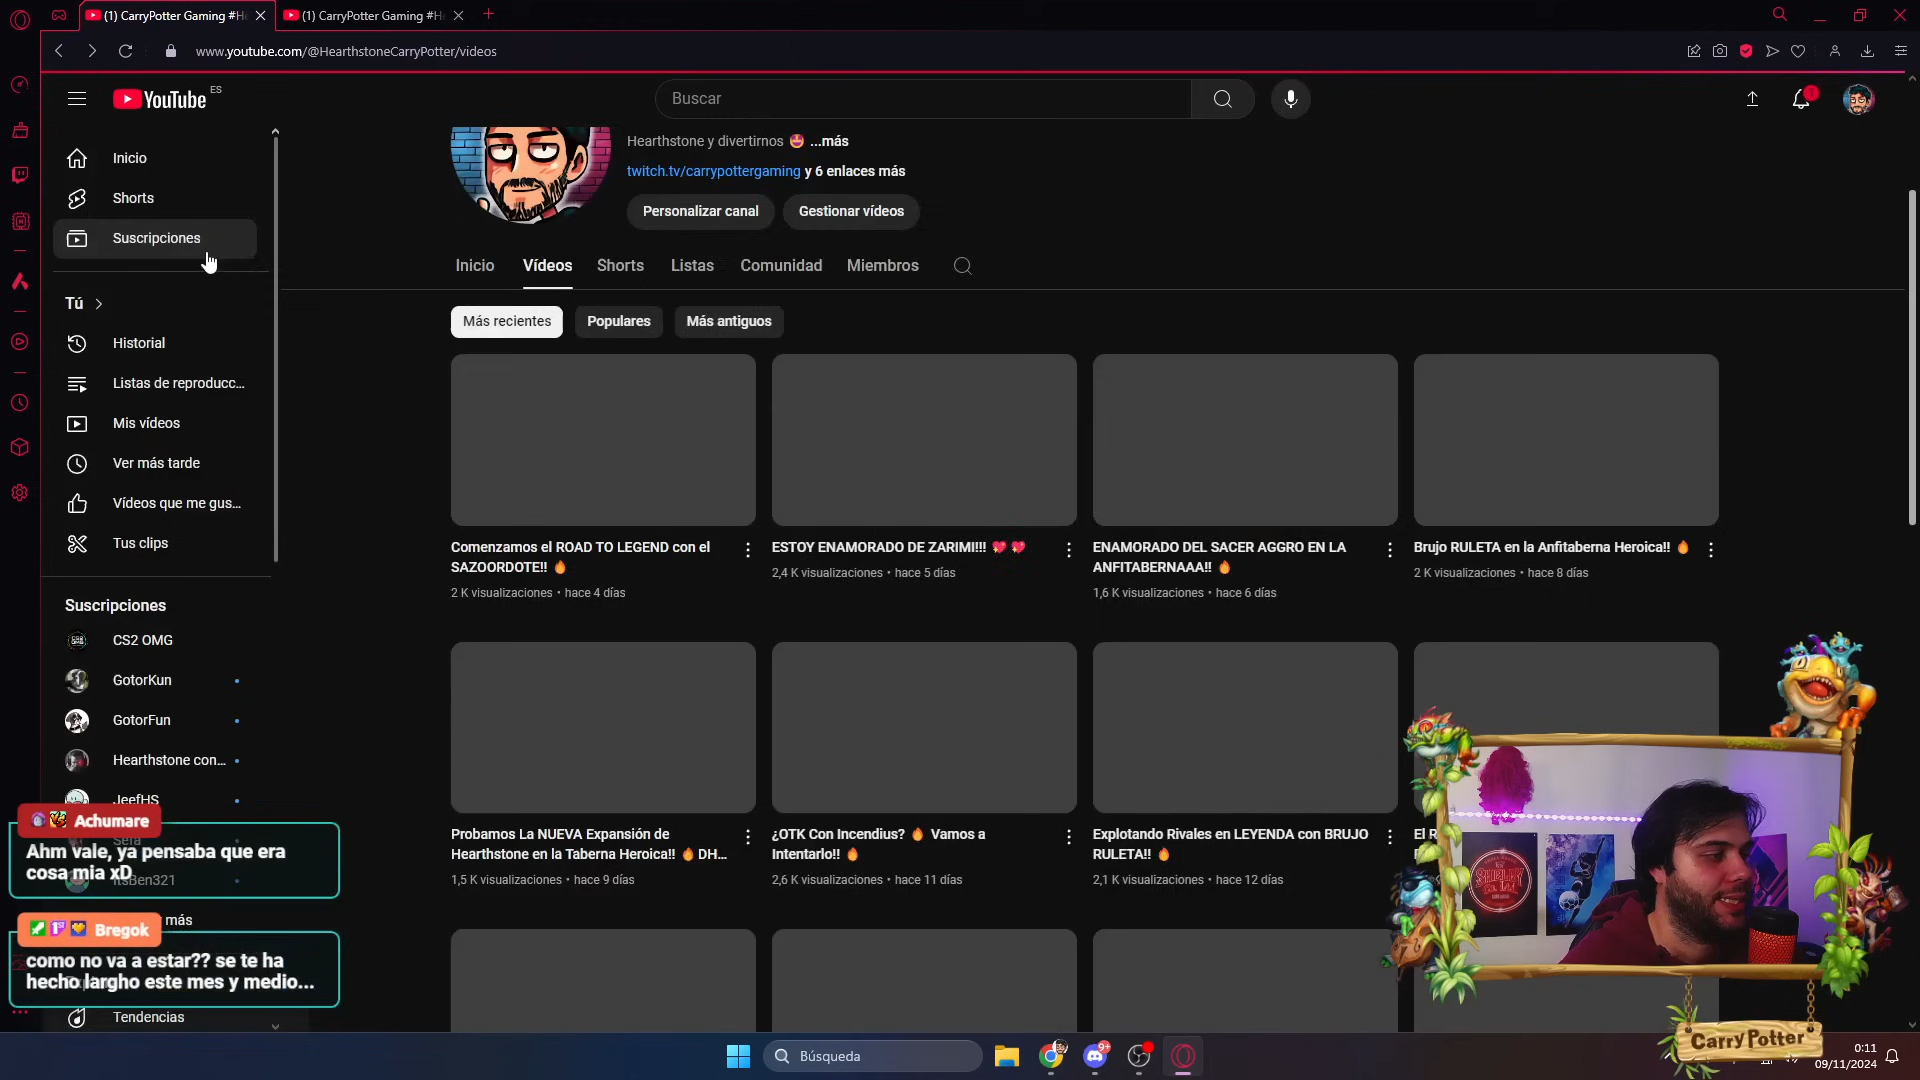 (1) CarryPotter Gaming #He
(1) CarryPotter Gaming #H
www.youtube.com/@HearthstoneCarryPotter/videos
YouTube ES
Buscar
Inicio
Shorts
Suscripciones
Tú
Historial
Listas de reproducc...
Mis vídeos
Ver más tarde
Vídeos que me gus...
Tus clips
Suscripciones
CS2 OMG
GotorKun
GotorFun
Hearthstone con...
JeefHS
Sefa
ItsBen321
más
Tendencias
Hearthstone y divertirnos 🤩 ...más
twitch.tv/carrypottergaming y 6 enlaces más
Personalizar canal
Gestionar vídeos
Inicio
Vídeos
Shorts
Listas
Comunidad
Miembros
Más recientes
Populares
Más antiguos
Comenzamos el ROAD TO LEGEND con el
SAZOORDOTE!! 🔥
2 K visualizaciones • hace 4 días
ESTOY ENAMORADO DE ZARIMI!!! 💖 💖
2,4 K visualizaciones • hace 5 días
ENAMORADO DEL SACER AGGRO EN LA
ANFITABERNAAA!! 🔥
1,6 K visualizaciones • hace 6 días
Brujo RULETA en la Anfitaberna Heroica!! 🔥
2 K visualizaciones • hace 8 días
Probamos La NUEVA Expansión de
Hearthstone en la Taberna Heroica!! 🔥 DH...
1,5 K visualizaciones • hace 9 días
¿OTK Con Incendius? 🔥 Vamos a
Intentarlo!! 🔥
2,6 K visualizaciones • hace 11 días
Explotando Rivales en LEYENDA con BRUJO
RULETA!! 🔥
2,1 K visualizaciones • hace 12 días
El R
Achumare
Ahm vale, ya pensaba que era
cosa mia xD
1st Bregok
como no va a estar?? se te ha
hecho largho este mes y medio...
CarryPotter
Búsqueda
9+
0:11
09/11/2024